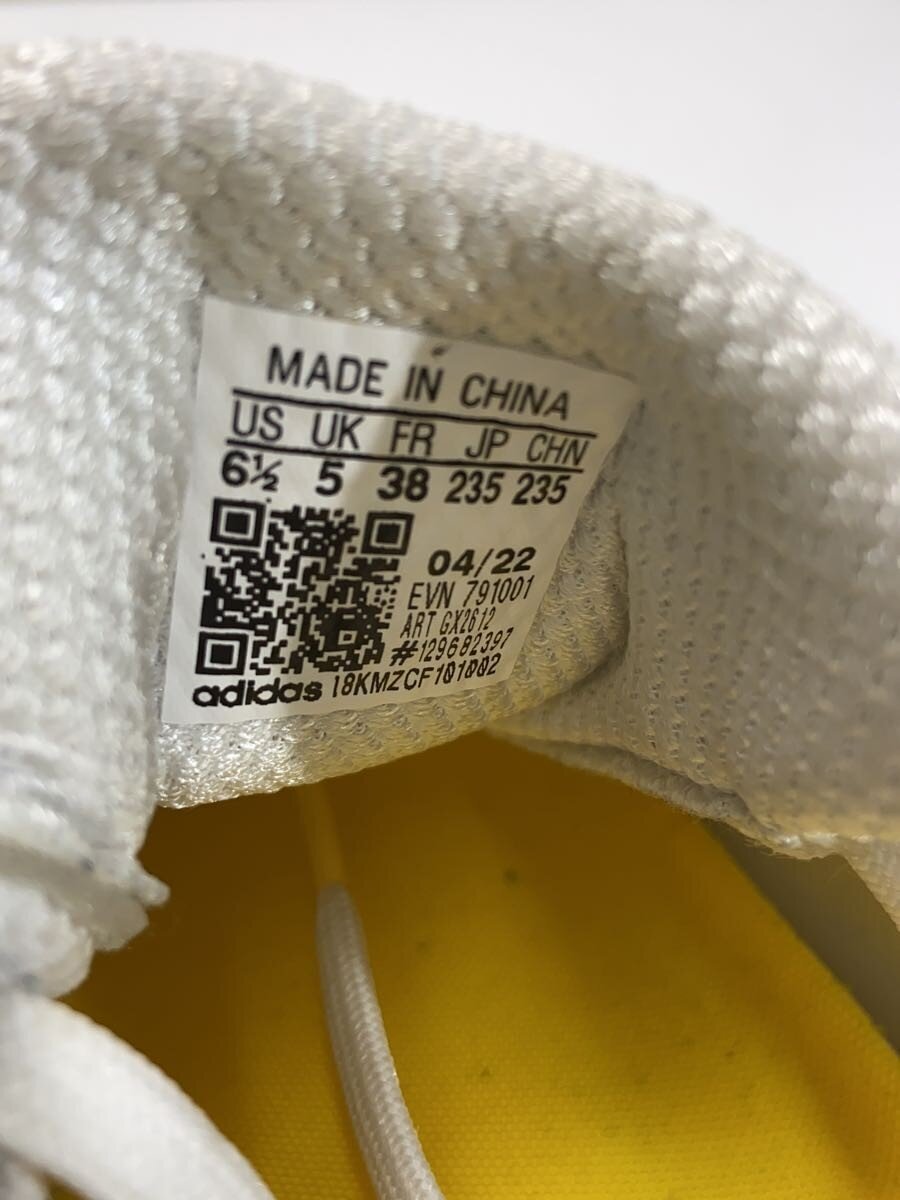 MADE IN CHINA
US UK FR JP CHN
6½ 5 38 235 235
04/22
EVN 791001
ART GX2612
#129682397
adidas 18KMZCF101002